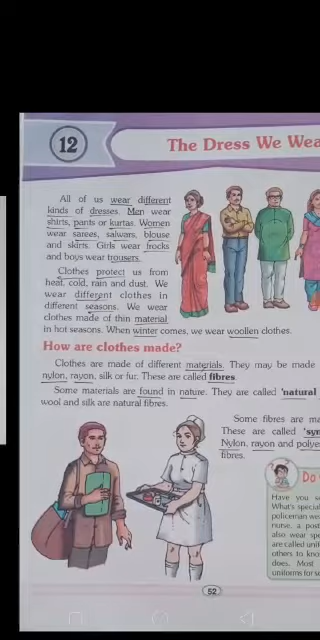 12
The Dress We Wea
All of us wear different
kinds of dresses. Men wear
shirts, pants or kurtas. Women
wear sarees, salwars, blouse
and skirts. Girls wear frocks
and boys wear trousers.
Clothes protect us from
heat, cold, rain and dust. We
wear different clothes in
different seasons. We wear
clothes made of thin material
in hot seasons. When winter comes, we wear woollen clothes.
How are clothes made?
Clothes are made of different materials. They may be made
nylon, rayon, silk or fur. These are called fibres
Some materials are found in nature. They are called 'natural
wool and silk are natural fibres.
Some fibres are ma
These are called 'syn
Nylon, rayon and polye
fibres.
Do
Have you s
What's special
policeman we
nurse, a post
also wear spe
are called unif
others to kno
does. Most
uniforms for s
52